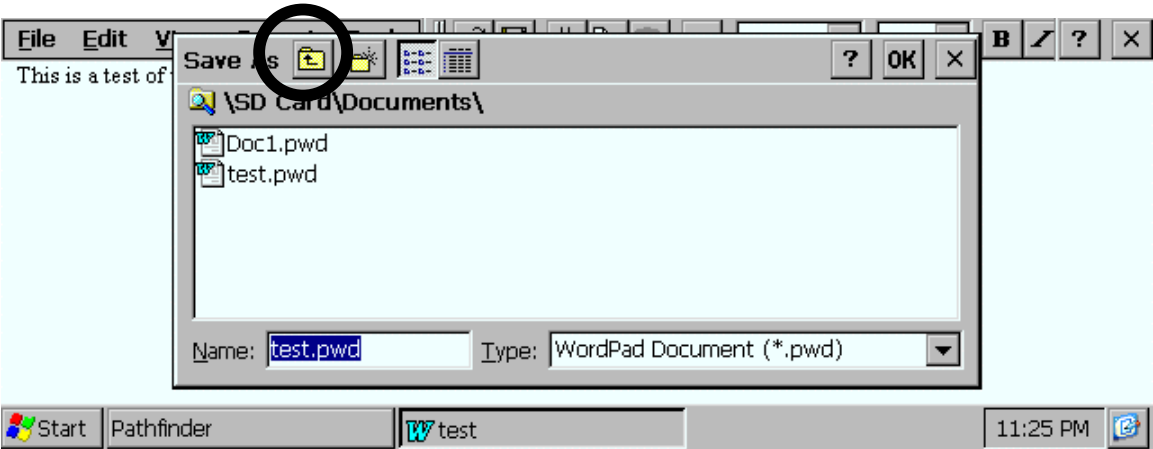 File Edit
B I ? ×
This is a test of
Save As ? OK ×
\SD Card\Documents\
Doc1.pwd
test.pwd
Name: test.pwd Type: WordPad Document (*.pwd)
Start Pathfinder W test 11:25 PM